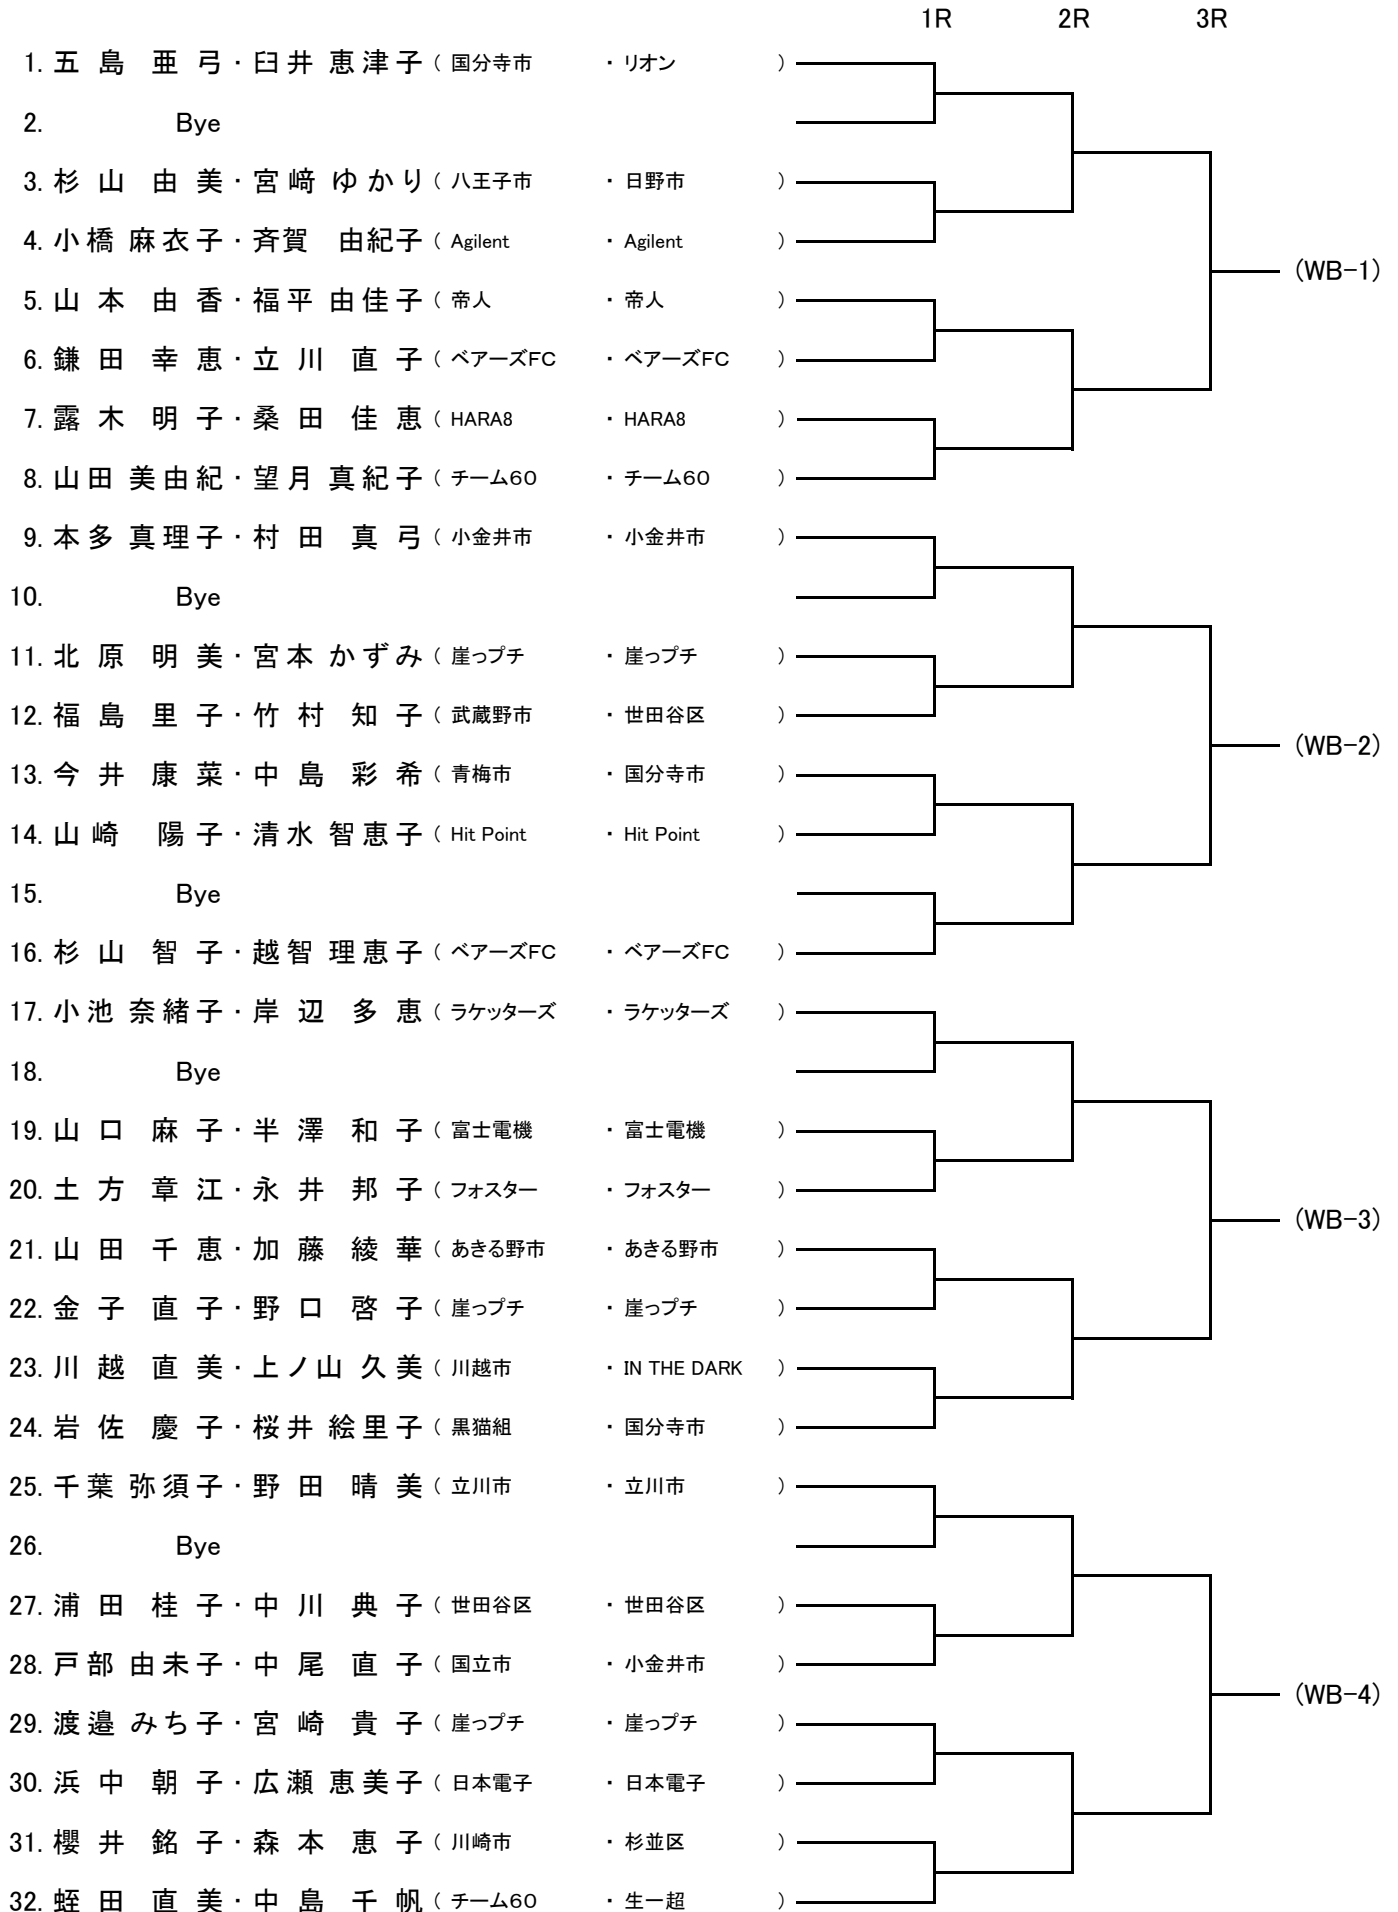 1R 2R 3R
1. 五島 亜弓・臼井 恵津子 ( 国分寺市 ・ リオン )
2. Bye
3. 杉山 由美・宮﨑 ゆかり ( 八王子市 ・ 日野市 )
4. 小橋 麻衣子・斉賀 由紀子 ( Agilent ・ Agilent )
(WB-1)
5. 山本 由香・福平 由佳子 ( 帝人 ・ 帝人 )
6. 鎌田 幸恵・立川 直子 ( ベアーズFC ・ ベアーズFC )
7. 露木 明子・桑田 佳恵 ( HARA8 ・ HARA8 )
8. 山田 美由紀・望月 真紀子 ( チーム60 ・ チーム60 )
9. 本多 真理子・村田 真弓 ( 小金井市 ・ 小金井市 )
10. Bye
11. 北原 明美・宮本 かずみ ( 崖っプチ ・ 崖っプチ )
12. 福島 里子・竹村 知子 ( 武蔵野市 ・ 世田谷区 )
(WB-2)
13. 今井 康菜・中島 彩希 ( 青梅市 ・ 国分寺市 )
14. 山崎 陽子・清水 智恵子 ( Hit Point ・ Hit Point )
15. Bye
16. 杉山 智子・越智 理恵子 ( ベアーズFC ・ ベアーズFC )
17. 小池 奈緒子・岸辺 多恵 ( ラケッターズ ・ ラケッターズ )
18. Bye
19. 山口 麻子・半澤 和子 ( 富士電機 ・ 富士電機 )
20. 土方 章江・永井 邦子 ( フォスター ・ フォスター )
(WB-3)
21. 山田 千恵・加藤 綾華 ( あきる野市 ・ あきる野市 )
22. 金子 直子・野口 啓子 ( 崖っプチ ・ 崖っプチ )
23. 川越 直美・上ノ山 久美 ( 川越市 ・ IN THE DARK )
24. 岩佐 慶子・桜井 絵里子 ( 黒猫組 ・ 国分寺市 )
25. 千葉 弥須子・野田 晴美 ( 立川市 ・ 立川市 )
26. Bye
27. 浦田 桂子・中川 典子 ( 世田谷区 ・ 世田谷区 )
28. 戸部 由未子・中尾 直子 ( 国立市 ・ 小金井市 )
(WB-4)
29. 渡邉 みち子・宮崎 貴子 ( 崖っプチ ・ 崖っプチ )
30. 浜中 朝子・広瀬 恵美子 ( 日本電子 ・ 日本電子 )
31. 櫻井 銘子・森本 恵子 ( 川崎市 ・ 杉並区 )
32. 蛭田 直美・中島 千帆 ( チーム60 ・ 生一超 )